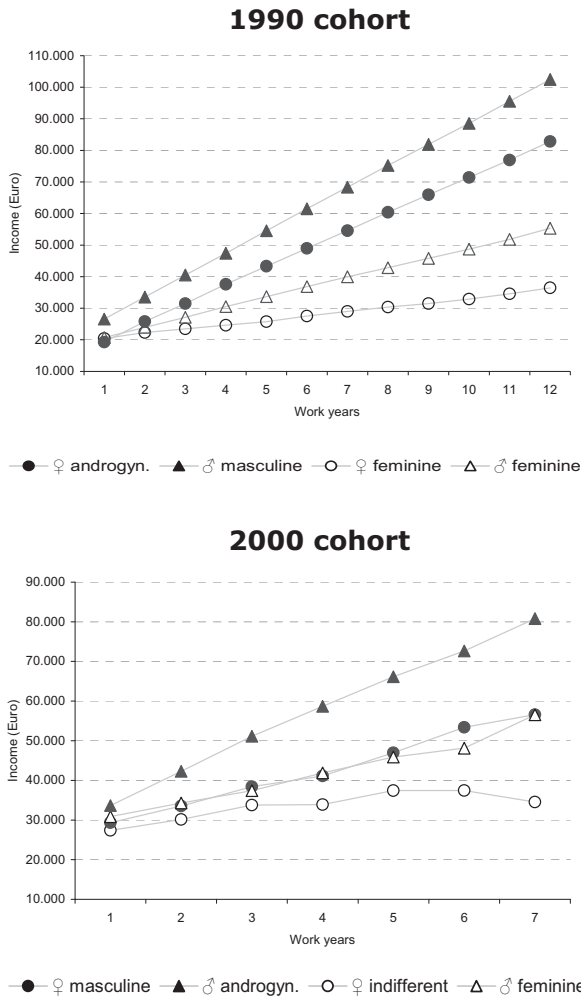 1990 cohort
110.000
100.000
90.000
80.000
70.000
60.000
50.000
40.000
30.000
20.000
10.000
Income (Euro)
1 2 3 4 5 6 7 8 9 10 11 12
Work years
♀ androgyn. ♂ masculine ♀ feminine ♂ feminine
2000 cohort
90.000
80.000
70.000
60.000
50.000
40.000
30.000
20.000
10.000
Income (Euro)
1 2 3 4 5 6 7
Work years
♀ masculine ♂ androgyn. ♀ indifferent ♂ feminine